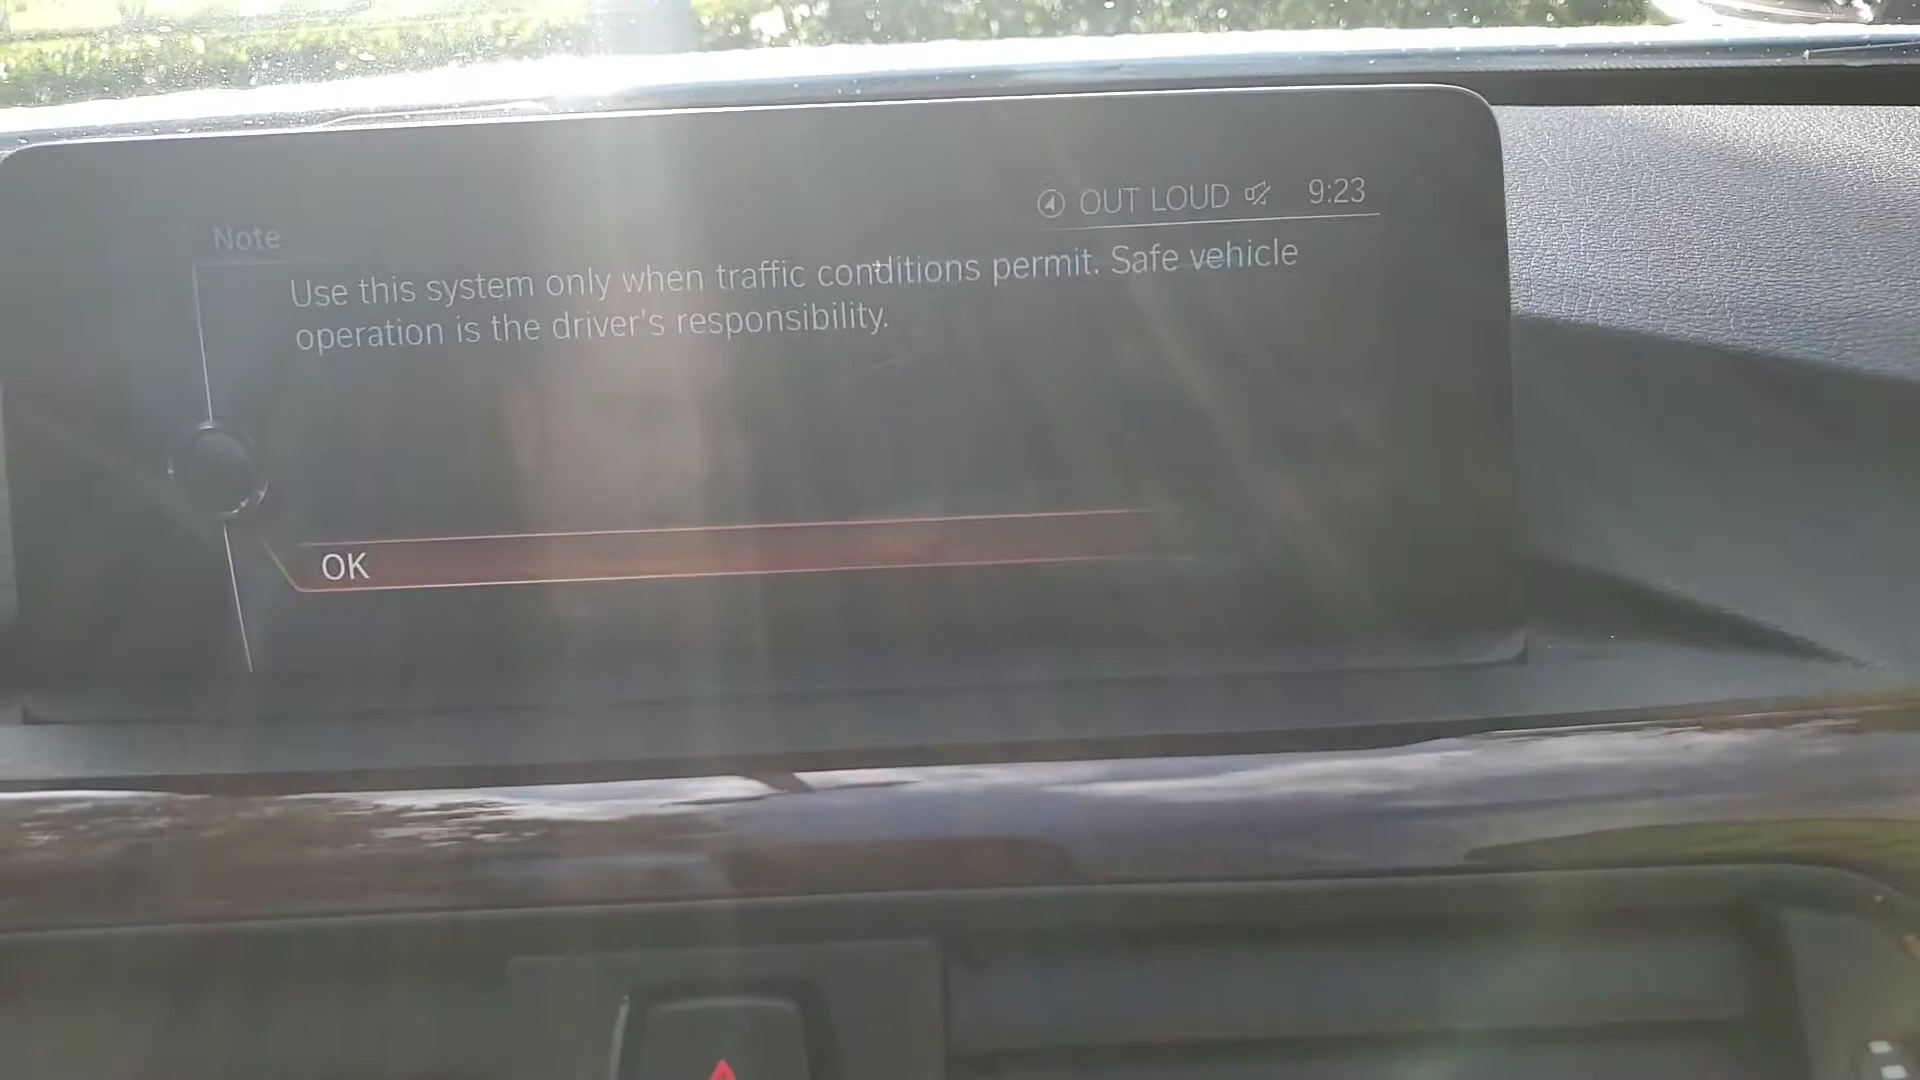 Note
OUT LOUD 9:23
Use this system only when traffic conditions permit. Safe vehicle
operation is the driver's responsibility.
OK